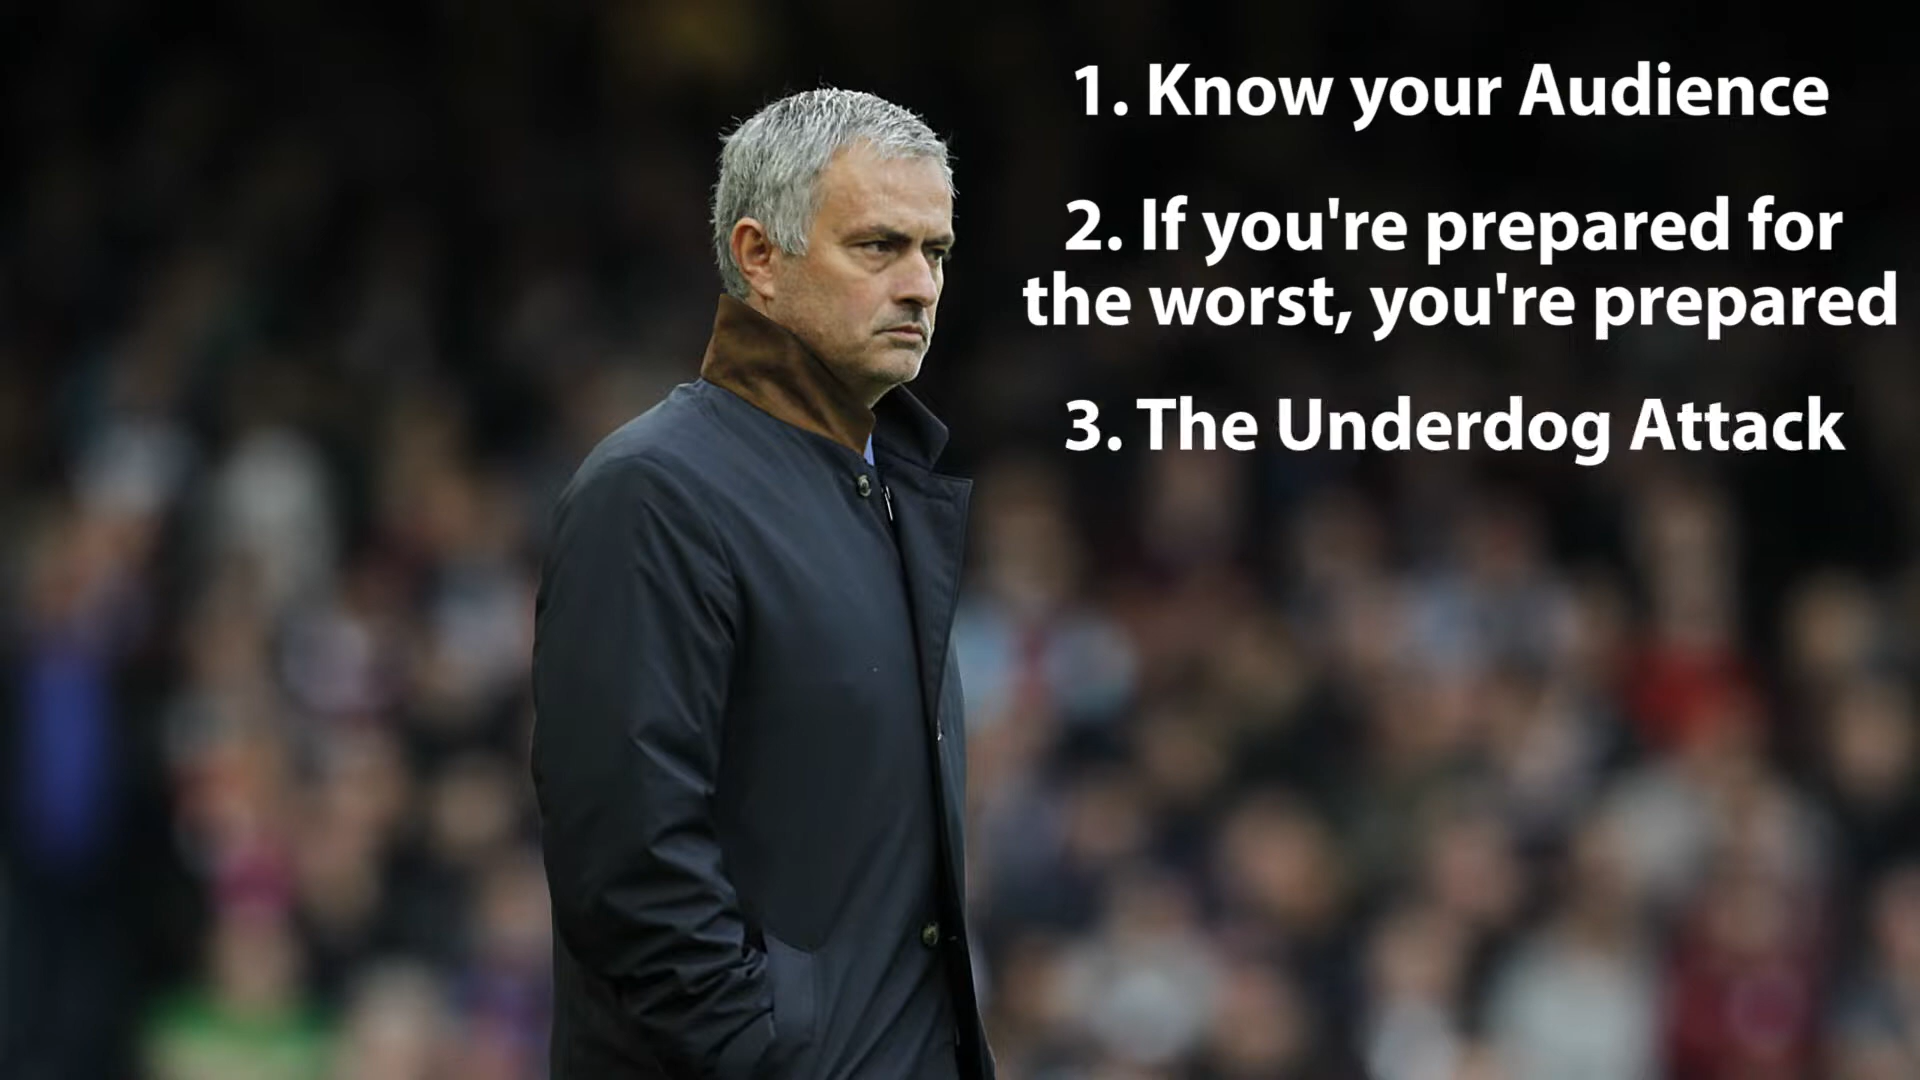 1. Know your Audience
2. If you're prepared for
the worst, you're prepared
3. The Underdog Attack